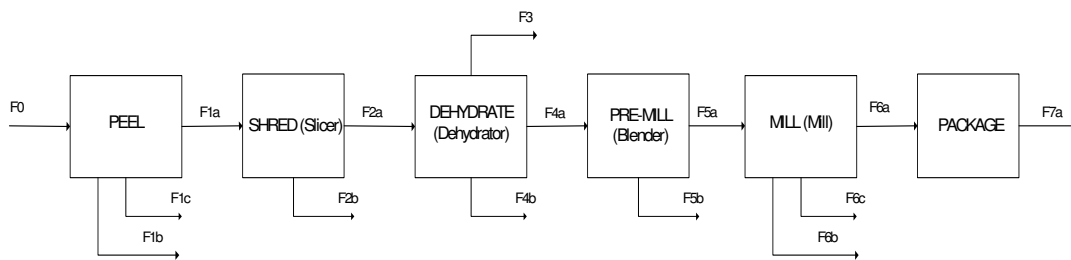 F3
F0
PEEL
F1a
SHRED (Slicer)
F2a
DEHYDRATE
(Dehydrator)
F4a
PRE-MILL
(Blender)
F5a
MILL (Mill)
F6a
PACKAGE
F7a
F1c
F1b
F2b
F4b
F5b
F6c
F6b